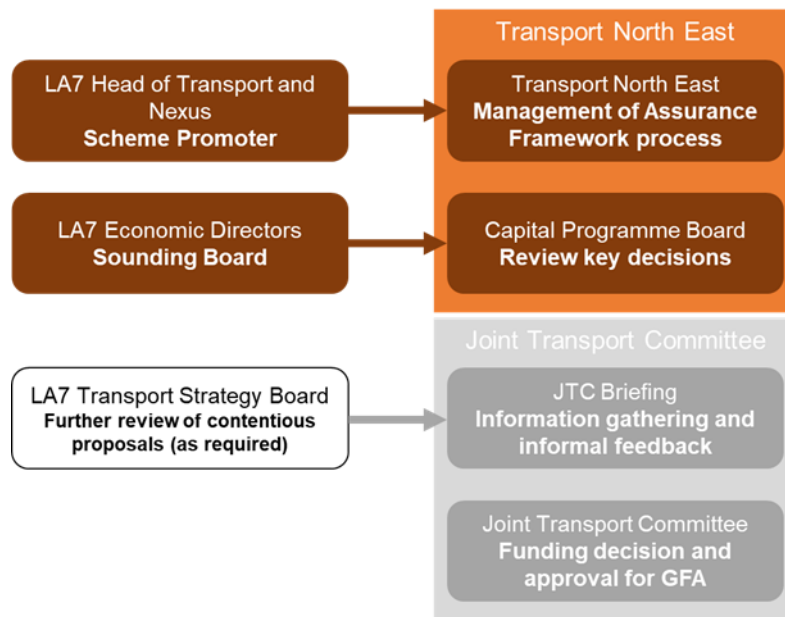 Transport North East
LA7 Head of Transport and
Nexus
Scheme Promoter
Transport North East
Management of Assurance
Framework process
LA7 Economic Directors
Sounding Board
Capital Programme Board
Review key decisions
Joint Transport Committee
LA7 Transport Strategy Board
Further review of contentious
proposals (as required)
JTC Briefing
Information gathering and
informal feedback
Joint Transport Committee
Funding decision and
approval for GFA